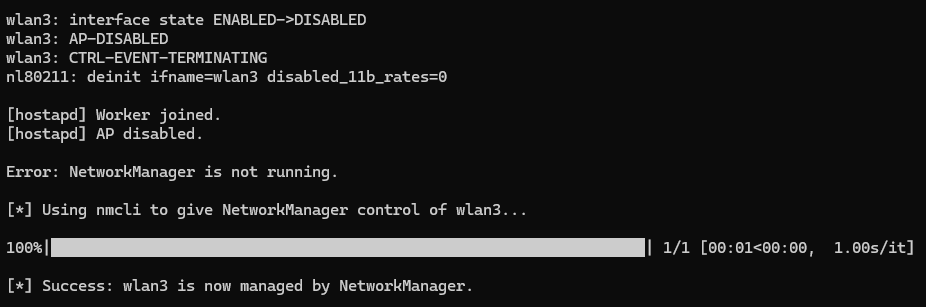 wlan3: interface state ENABLED->DISABLED
wlan3: AP-DISABLED
wlan3: CTRL-EVENT-TERMINATING
nl80211: deinit ifname=wlan3 disabled_11b_rates=0
[hostapd] Worker joined.
[hostapd] AP disabled.
Error: NetworkManager is not running.
[*] Using nmcli to give NetworkManager control of wlan3...
100%| | 1/1 [00:01<00:00,  1.00s/it]
[*] Success: wlan3 is now managed by NetworkManager.